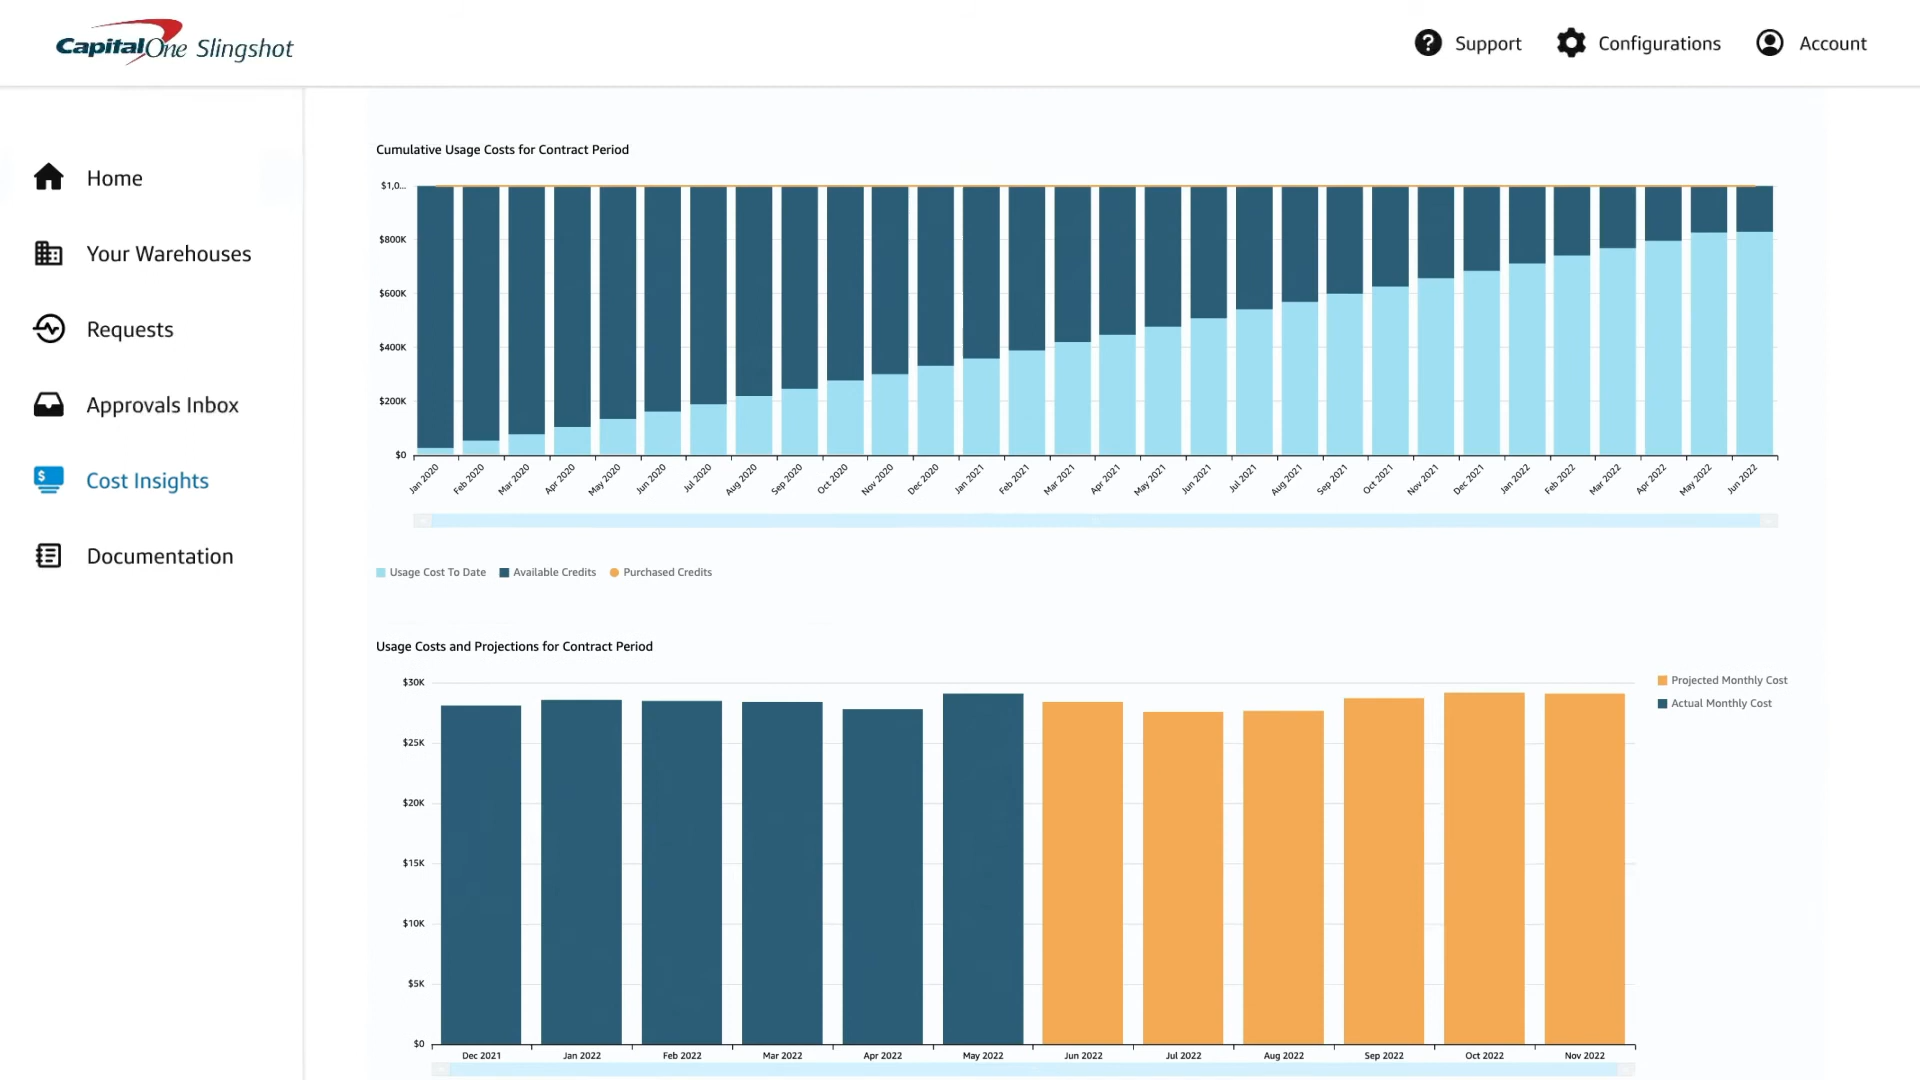 CapitalOne Slingshot
Support
Configurations
Account
Home
Your Warehouses
Requests
Approvals Inbox
Cost Insights
Documentation
Cumulative Usage Costs for Contract Period
$1,0...
$800K
$600K
$400K
$200K
$0
Jan 2020 Feb 2020 Mar 2020 Apr 2020 May 2020 Jun 2020 Jul 2020 Aug 2020 Sep 2020 Oct 2020 Nov 2020 Dec 2020 Jan 2021 Feb 2021 Mar 2021 Apr 2021 May 2021 Jun 2021 Jul 2021 Aug 2021 Sep 2021 Oct 2021 Nov 2021 Dec 2021 Jan 2022 Feb 2022 Mar 2022 Apr 2022 May 2022 Jun 2022
Usage Cost To Date Available Credits Purchased Credits
Usage Costs and Projections for Contract Period
Projected Monthly Cost
Actual Monthly Cost
$30K
$25K
$20K
$15K
$10K
$5K
$0
Dec 2021 Jan 2022 Feb 2022 Mar 2022 Apr 2022 May 2022 Jun 2022 Jul 2022 Aug 2022 Sep 2022 Oct 2022 Nov 2022